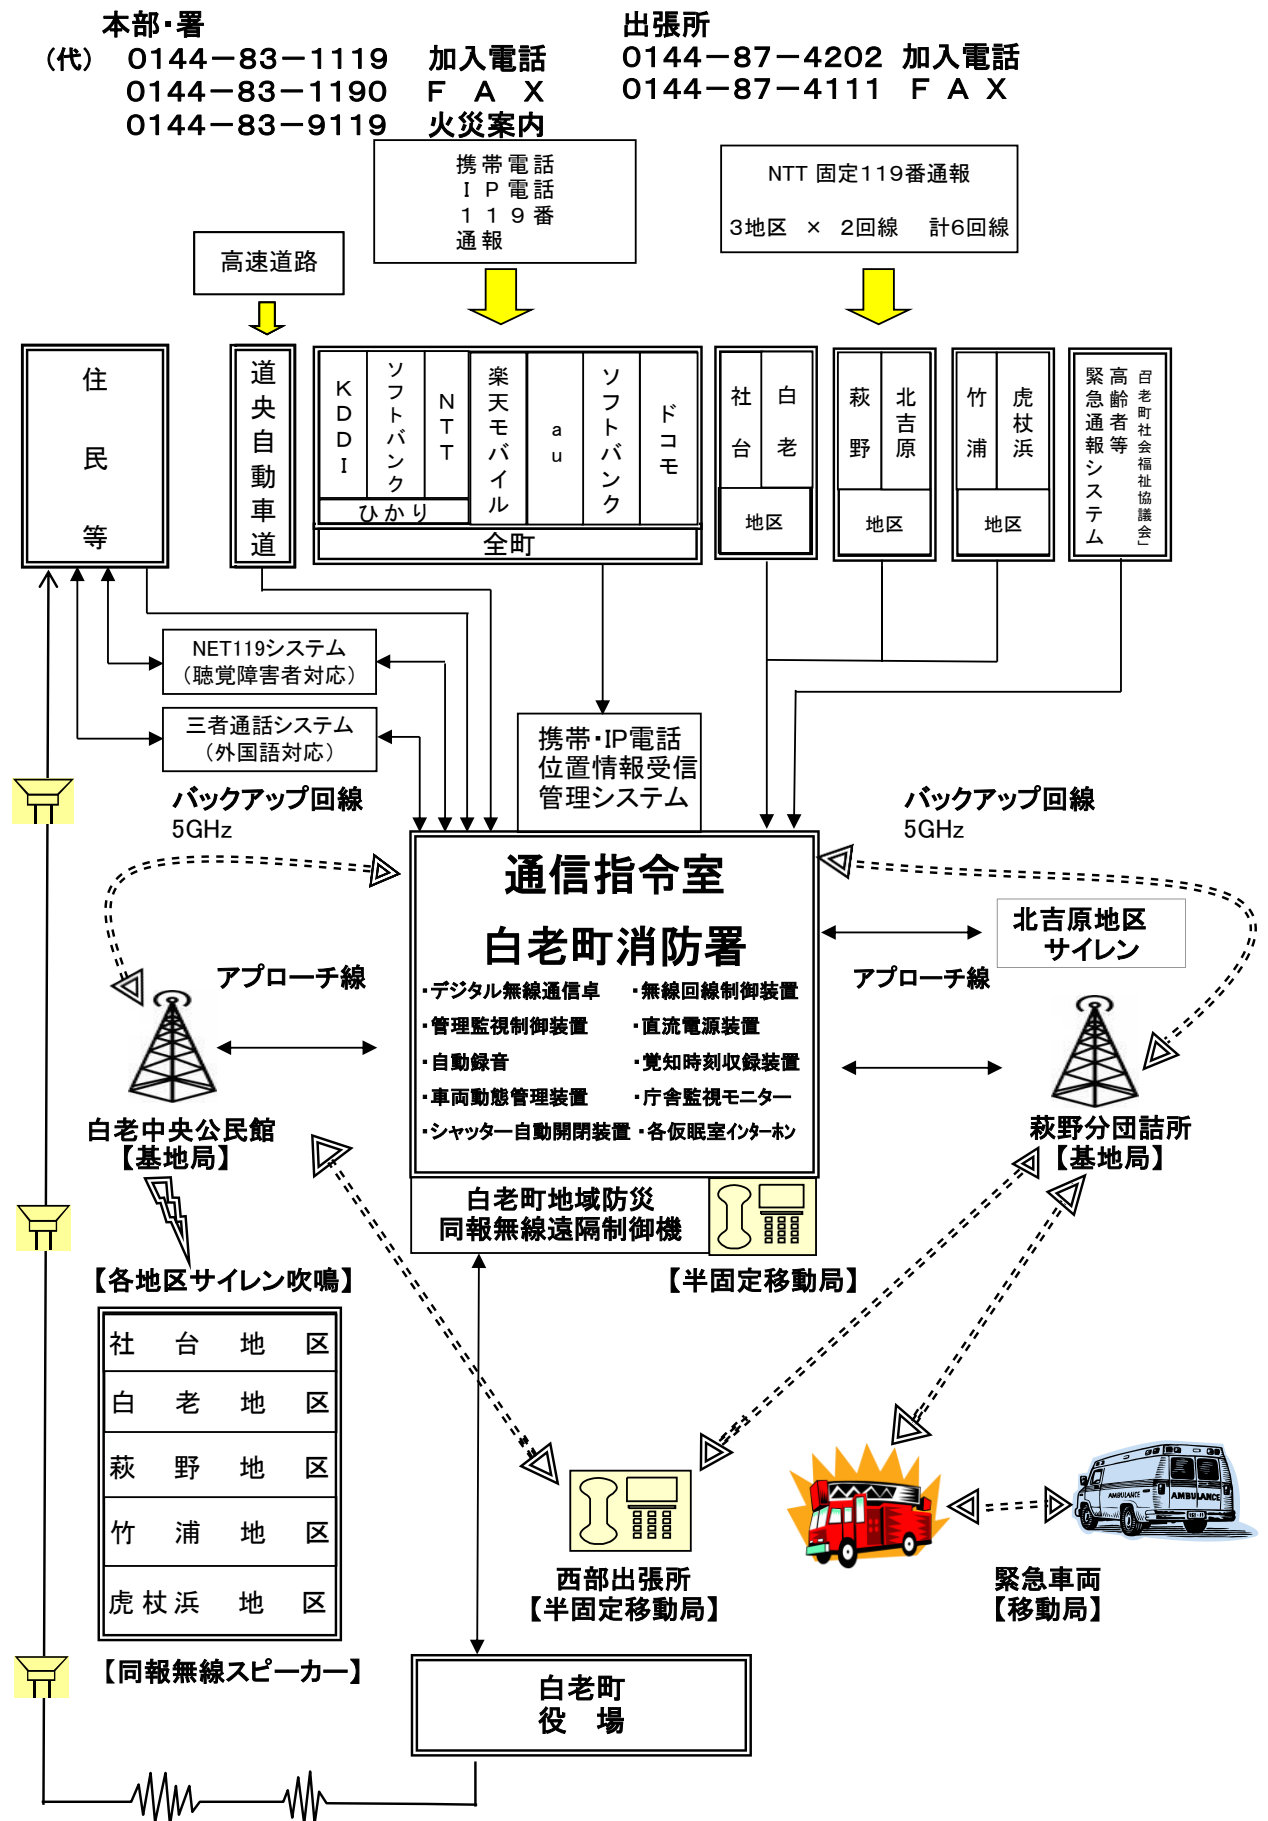 本部・署
（代） 0144－83－1119 加入電話
0144－83－1190 F A X
0144－83－9119 火災案内
出張所
0144－87－4202 加入電話
0144－87－4111 F A X
携帯電話
IP電話
119番
通報
NTT 固定119番通報
3地区 × 2回線 計6回線
高速道路
住民等
道央自動車道
KDDI
ソフトバンク
NTT
ひかり
楽天モバイル
au
ソフトバンク
ドコモ
全町
社台
白老
地区
萩野
北吉原
地区
竹浦
虎杖浜
地区
白老町社会福祉協議会」
高齢者等
緊急通報システム
NET119システム
（聴覚障害者対応）
三者通話システム
（外国語対応）
携帯・IP電話
位置情報受信
管理システム
バックアップ回線
5GHz
バックアップ回線
5GHz
通信指令室
白老町消防署
・デジタル無線通信卓 ・無線回線制御装置
・管理監視制御装置 ・直流電源装置
・自動録音 ・覚知時刻収録装置
・車両動態管理装置 ・庁舎監視モニター
・シャッター自動開閉装置 ・各仮眠室インターホン
北吉原地区
サイレン
アプローチ線
アプローチ線
白老中央公民館
【基地局】
萩野分団詰所
【基地局】
白老町地域防災
同報無線遠隔制御機
【半固定移動局】
【各地区サイレン吹鳴】
社台地区
白老地区
萩野地区
竹浦地区
虎杖浜地区
【同報無線スピーカー】
西部出張所
【半固定移動局】
AMBULANCE
AMBULANCE
緊急車両
【移動局】
白老町
役場